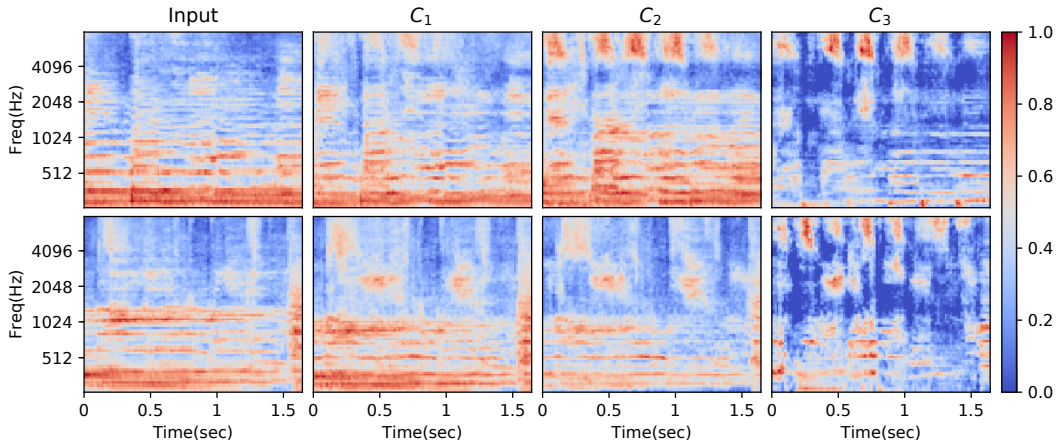 Input C₁ C₂ C₃
Freq(Hz) 4096 2048 1024 512
Freq(Hz) 4096 2048 1024 512
0 0.5 1 1.5 0 0.5 1 1.5 0 0.5 1 1.5 0 0.5 1 1.5
Time(sec) Time(sec) Time(sec) Time(sec)
1.0
0.8
0.6
0.4
0.2
0.0